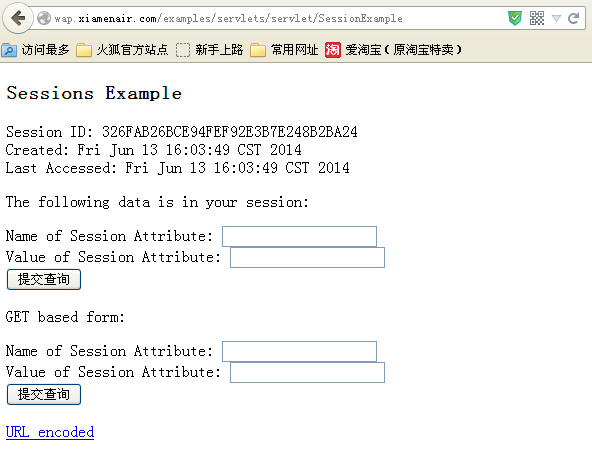 wap.xiamenair.com/examples/servlets/servlet/SessionExample
访问最多 火狐官方站点 新手上路 常用网址 淘 爱淘宝（原淘宝特卖）
Sessions Example
Session ID: 326FAB26BCE94FEF92E3B7E248B2BA24
Created: Fri Jun 13 16:03:49 CST 2014
Last Accessed: Fri Jun 13 16:03:49 CST 2014
The following data is in your session:
Name of Session Attribute:
Value of Session Attribute:
提交查询
GET based form:
Name of Session Attribute:
Value of Session Attribute:
提交查询
URL encoded